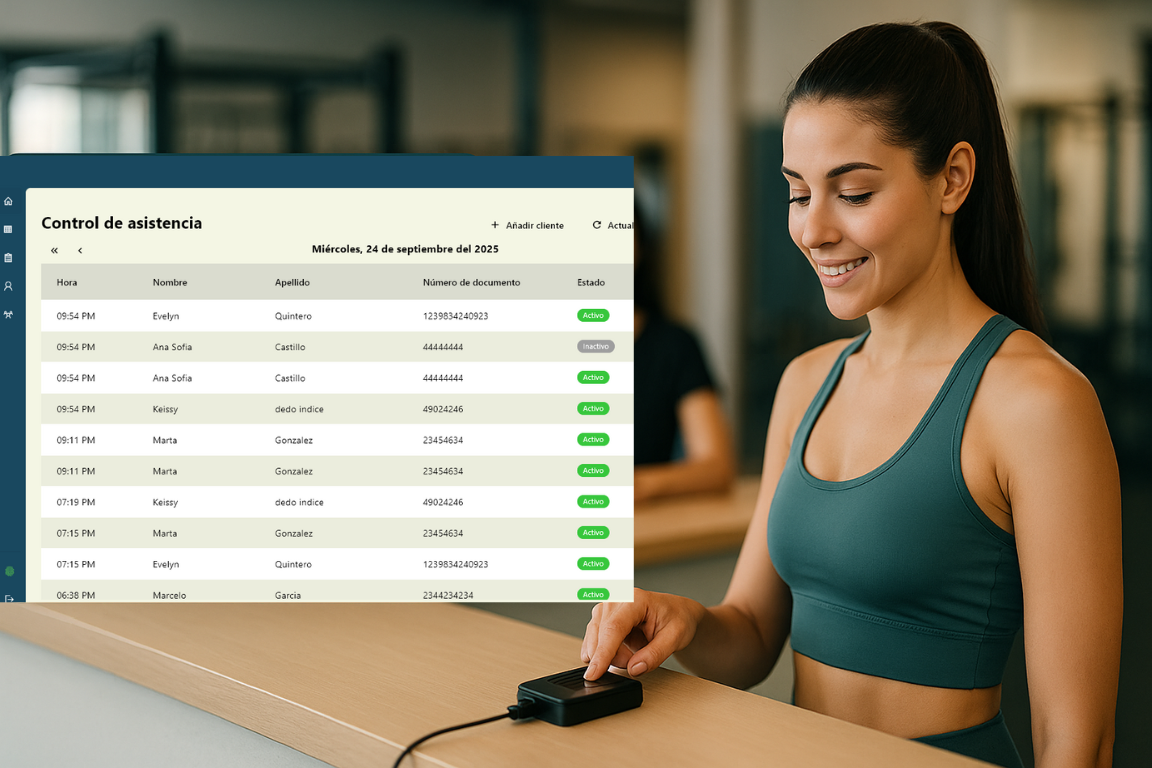 Control de asistencia
+ Añadir cliente
Actual
« ‹ Miércoles, 24 de septiembre del 2025
Hora Nombre Apellido Número de documento Estado
09:54 PM Evelyn Quintero 1239834240923 Activo
09:54 PM Ana Sofia Castillo 44444444 Inactivo
09:54 PM Ana Sofia Castillo 44444444 Activo
09:54 PM Keissy dedo indice 49024246 Activo
09:11 PM Marta Gonzalez 23454634 Activo
09:11 PM Marta Gonzalez 23454634 Activo
07:19 PM Keissy dedo indice 49024246 Activo
07:15 PM Marta Gonzalez 23454634 Activo
07:15 PM Evelyn Quintero 1239834240923 Activo
06:38 PM Marcelo Garcia 2344234234 Activo